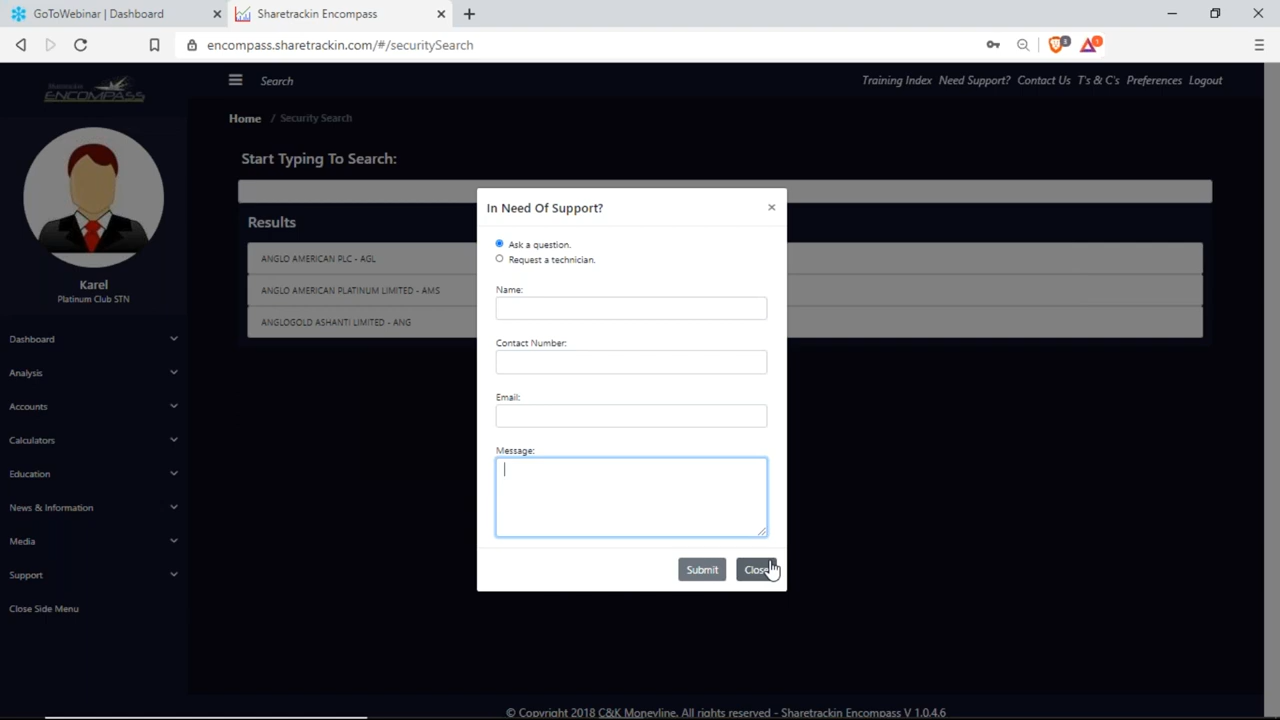 GoToWebinar | Dashboard
Sharetrackin Encompass
encompass.sharetrackin.com/#/securitySearch
Sharetrackin
ENCOMPASS
Search
Training Index Need Support? Contact Us T's & C's Preferences Logout
Home / Security Search
Start Typing To Search:
Results
ANGLO AMERICAN PLC - AGL
ANGLO AMERICAN PLATINUM LIMITED - AMS
ANGLOGOLD ASHANTI LIMITED - ANG
Karel
Platinum Club STN
Dashboard
Analysis
Accounts
Calculators
Education
News & Information
Media
Support
Close Side Menu
In Need Of Support?
Ask a question.
Request a technician.
Name:
Contact Number:
Email:
Message:
Submit
Close
© Copyright 2018 C&K Moneyline. All rights reserved - Sharetrackin Encompass V 1.0.4.6